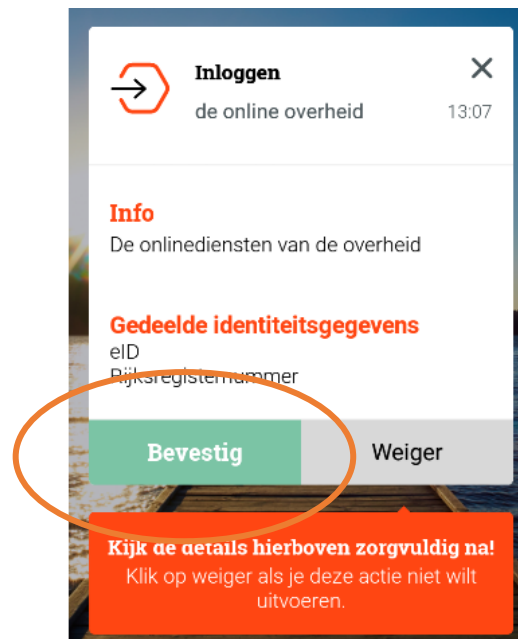 Inloggen
de online overheid 13:07
Info
De onlinediensten van de overheid
Gedeelde identiteitsgegevens
eID
Rijksregisternummer
Bevestig Weiger
Kijk de details hierboven zorgvuldig na!
Klik op weiger als je deze actie niet wilt
uitvoeren.